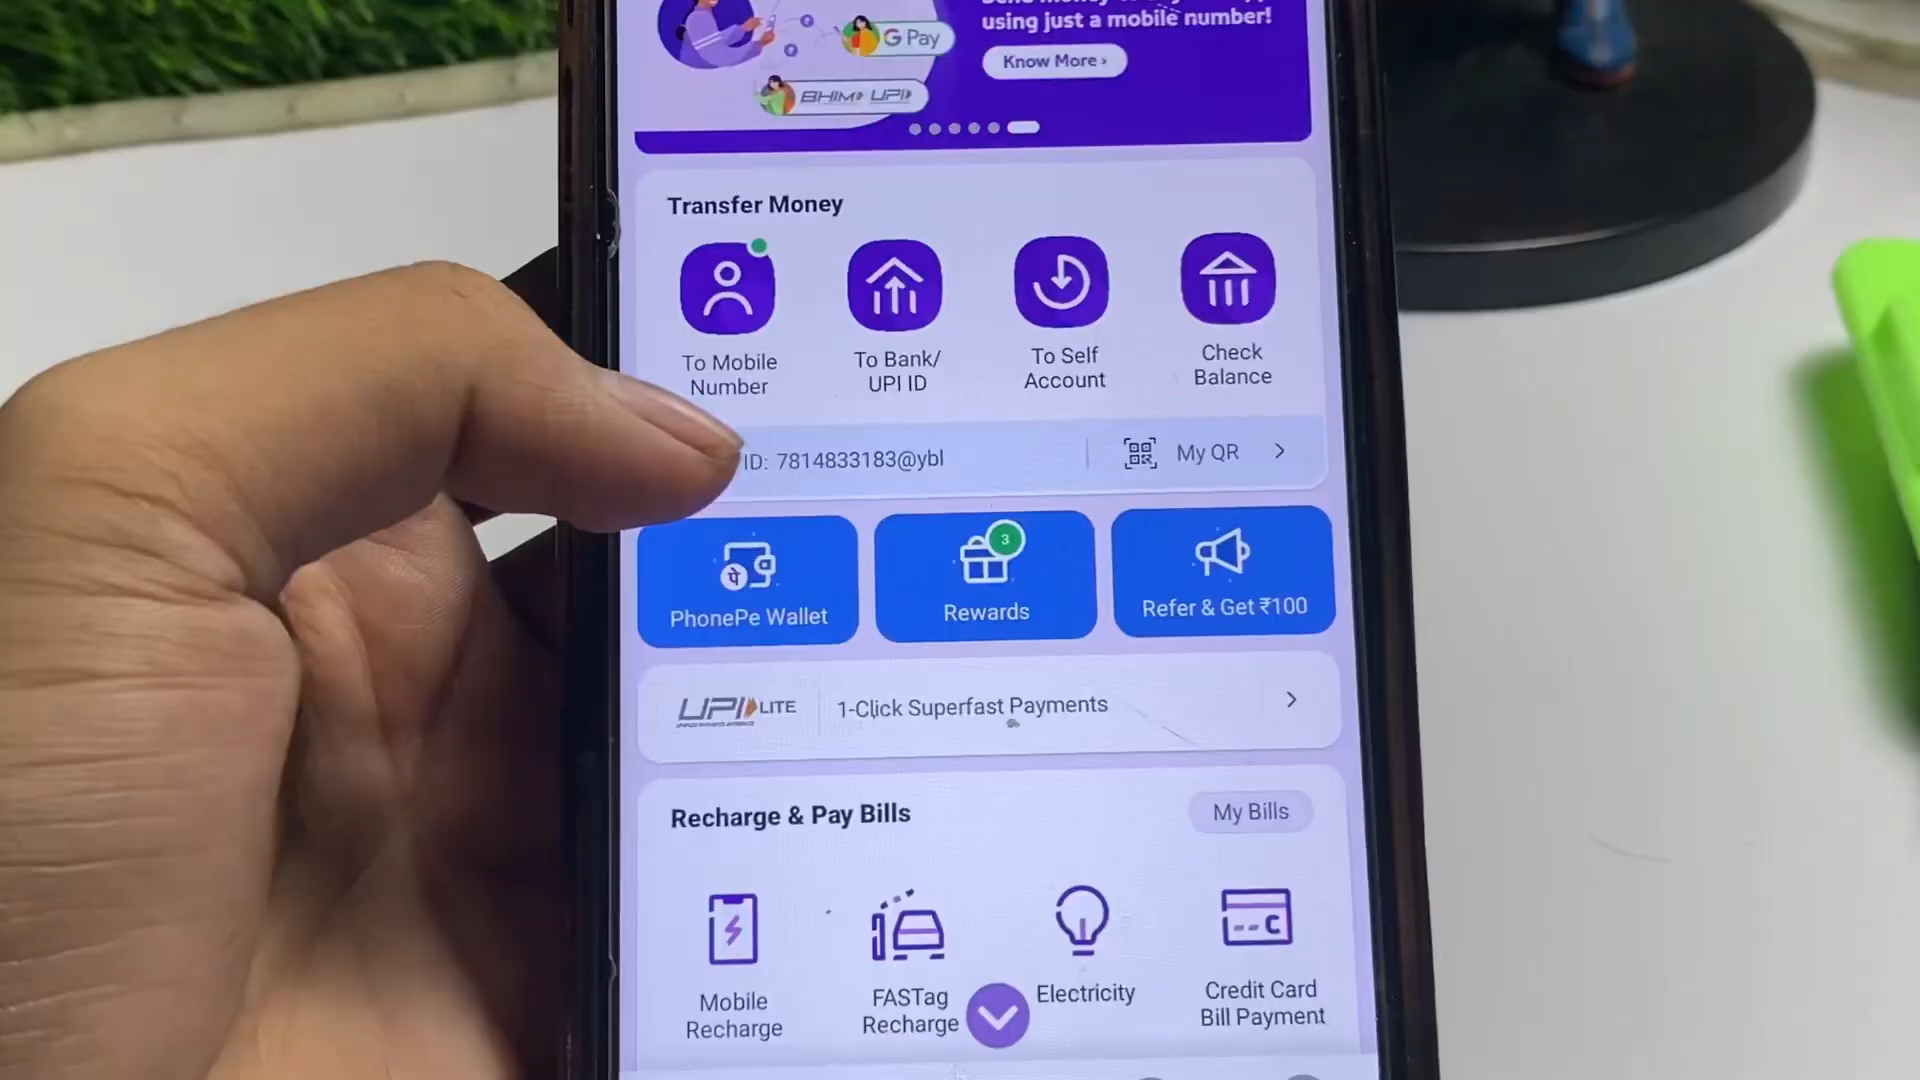 using just a mobile number!
G Pay
Know More ›
BHIM UPI
Transfer Money
To Mobile Number
To Bank/ UPI ID
To Self Account
Check Balance
ID: 7814833183@ybl
My QR
3
पे
PhonePe Wallet
Rewards
Refer & Get ₹100
UPI LITE
1-Click Superfast Payments
Recharge & Pay Bills
My Bills
C
Mobile Recharge
FASTag Recharge
Electricity
Credit Card Bill Payment